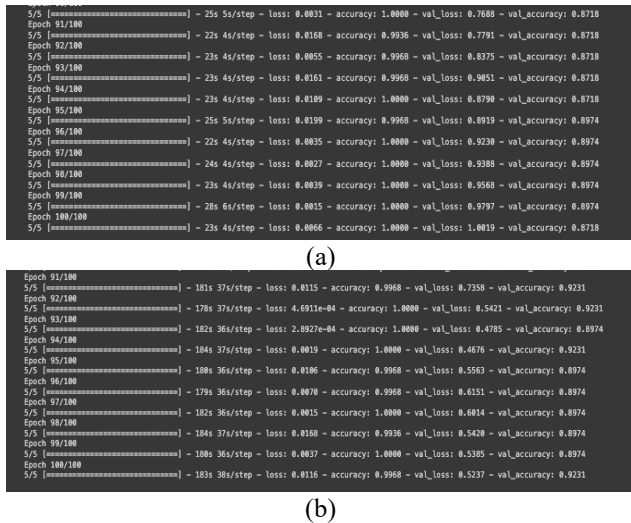 5/5 [==============================] - 25s 5s/step - loss: 0.0031 - accuracy: 1.0000 - val_loss: 0.7688 - val_accuracy: 0.8718
Epoch 91/100
5/5 [==============================] - 22s 4s/step - loss: 0.0168 - accuracy: 0.9936 - val_loss: 0.7791 - val_accuracy: 0.8718
Epoch 92/100
5/5 [==============================] - 23s 4s/step - loss: 0.0055 - accuracy: 0.9968 - val_loss: 0.8375 - val_accuracy: 0.8718
Epoch 93/100
5/5 [==============================] - 23s 4s/step - loss: 0.0161 - accuracy: 0.9968 - val_loss: 0.9051 - val_accuracy: 0.8718
Epoch 94/100
5/5 [==============================] - 23s 4s/step - loss: 0.0109 - accuracy: 1.0000 - val_loss: 0.8790 - val_accuracy: 0.8718
Epoch 95/100
5/5 [==============================] - 25s 5s/step - loss: 0.0199 - accuracy: 0.9968 - val_loss: 0.8919 - val_accuracy: 0.8974
Epoch 96/100
5/5 [==============================] - 22s 4s/step - loss: 0.0035 - accuracy: 1.0000 - val_loss: 0.9230 - val_accuracy: 0.8974
Epoch 97/100
5/5 [==============================] - 24s 4s/step - loss: 0.0027 - accuracy: 1.0000 - val_loss: 0.9388 - val_accuracy: 0.8974
Epoch 98/100
5/5 [==============================] - 23s 4s/step - loss: 0.0039 - accuracy: 1.0000 - val_loss: 0.9568 - val_accuracy: 0.8974
Epoch 99/100
5/5 [==============================] - 28s 6s/step - loss: 0.0015 - accuracy: 1.0000 - val_loss: 0.9797 - val_accuracy: 0.8974
Epoch 100/100
5/5 [==============================] - 23s 4s/step - loss: 0.0066 - accuracy: 1.0000 - val_loss: 1.0019 - val_accuracy: 0.8718
(a)
Epoch 91/100
5/5 [==============================] - 181s 37s/step - loss: 0.0115 - accuracy: 0.9968 - val_loss: 0.7358 - val_accuracy: 0.9231
Epoch 92/100
5/5 [==============================] - 178s 37s/step - loss: 4.6911e-04 - accuracy: 1.0000 - val_loss: 0.5421 - val_accuracy: 0.9231
Epoch 93/100
5/5 [==============================] - 182s 36s/step - loss: 2.8927e-04 - accuracy: 1.0000 - val_loss: 0.4785 - val_accuracy: 0.8974
Epoch 94/100
5/5 [==============================] - 184s 37s/step - loss: 0.0019 - accuracy: 1.0000 - val_loss: 0.4676 - val_accuracy: 0.9231
Epoch 95/100
5/5 [==============================] - 180s 36s/step - loss: 0.0106 - accuracy: 0.9968 - val_loss: 0.5563 - val_accuracy: 0.8974
Epoch 96/100
5/5 [==============================] - 179s 36s/step - loss: 0.0070 - accuracy: 0.9968 - val_loss: 0.6151 - val_accuracy: 0.8974
Epoch 97/100
5/5 [==============================] - 182s 36s/step - loss: 0.0015 - accuracy: 1.0000 - val_loss: 0.6014 - val_accuracy: 0.8974
Epoch 98/100
5/5 [==============================] - 184s 37s/step - loss: 0.0168 - accuracy: 0.9936 - val_loss: 0.5420 - val_accuracy: 0.8974
Epoch 99/100
5/5 [==============================] - 180s 36s/step - loss: 0.0037 - accuracy: 1.0000 - val_loss: 0.5385 - val_accuracy: 0.8974
Epoch 100/100
5/5 [==============================] - 183s 38s/step - loss: 0.0116 - accuracy: 0.9968 - val_loss: 0.5237 - val_accuracy: 0.9231
(b)